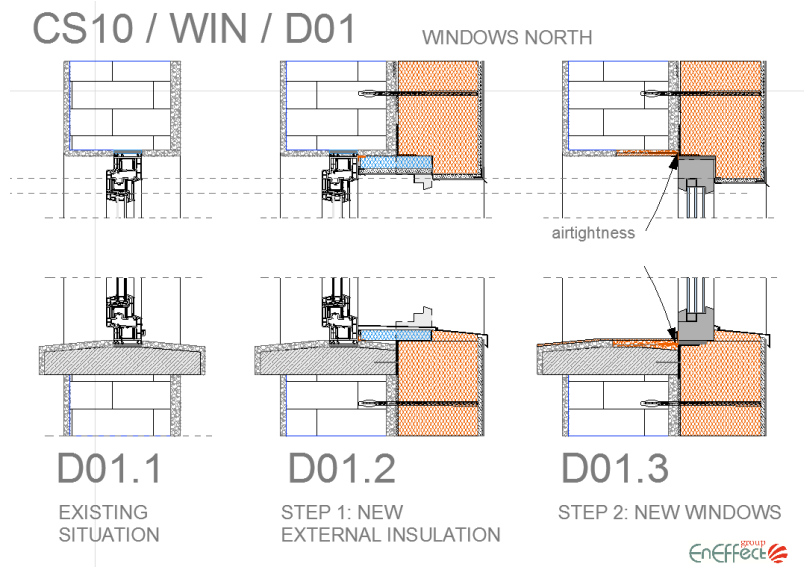 CS10 / WIN / D01
WINDOWS NORTH
airtightness
D01.1
D01.2
D01.3
EXISTING
SITUATION
STEP 1: NEW
EXTERNAL INSULATION
STEP 2: NEW WINDOWS
group
EnEffect